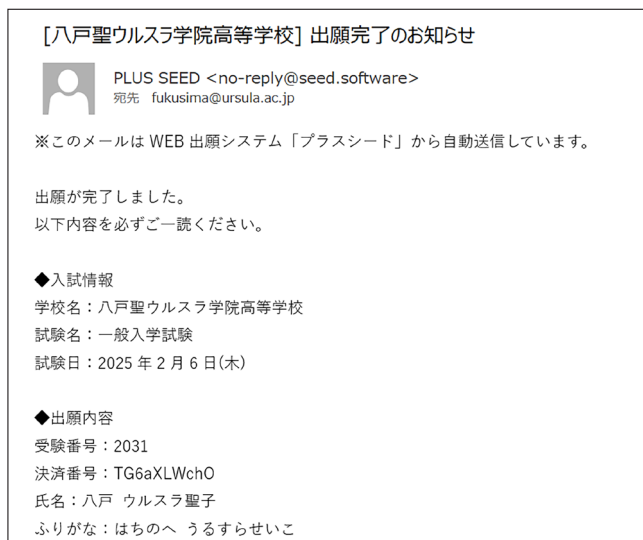 [八戸聖ウルスラ学院高等学校] 出願完了のお知らせ
PLUS SEED <no-reply@seed.software>
宛先 fukusima@ursula.ac.jp
※このメールは WEB 出願システム「プラスシード」から自動送信しています。
出願が完了しました。
以下内容を必ずご一読ください。
◆入試情報
学校名：八戸聖ウルスラ学院高等学校
試験名：一般入学試験
試験日：2025 年 2 月 6 日(木)
◆出願内容
受験番号：2031
決済番号：TG6aXLWchO
氏名：八戸 ウルスラ聖子
ふりがな：はちのへ うるすらせいこ